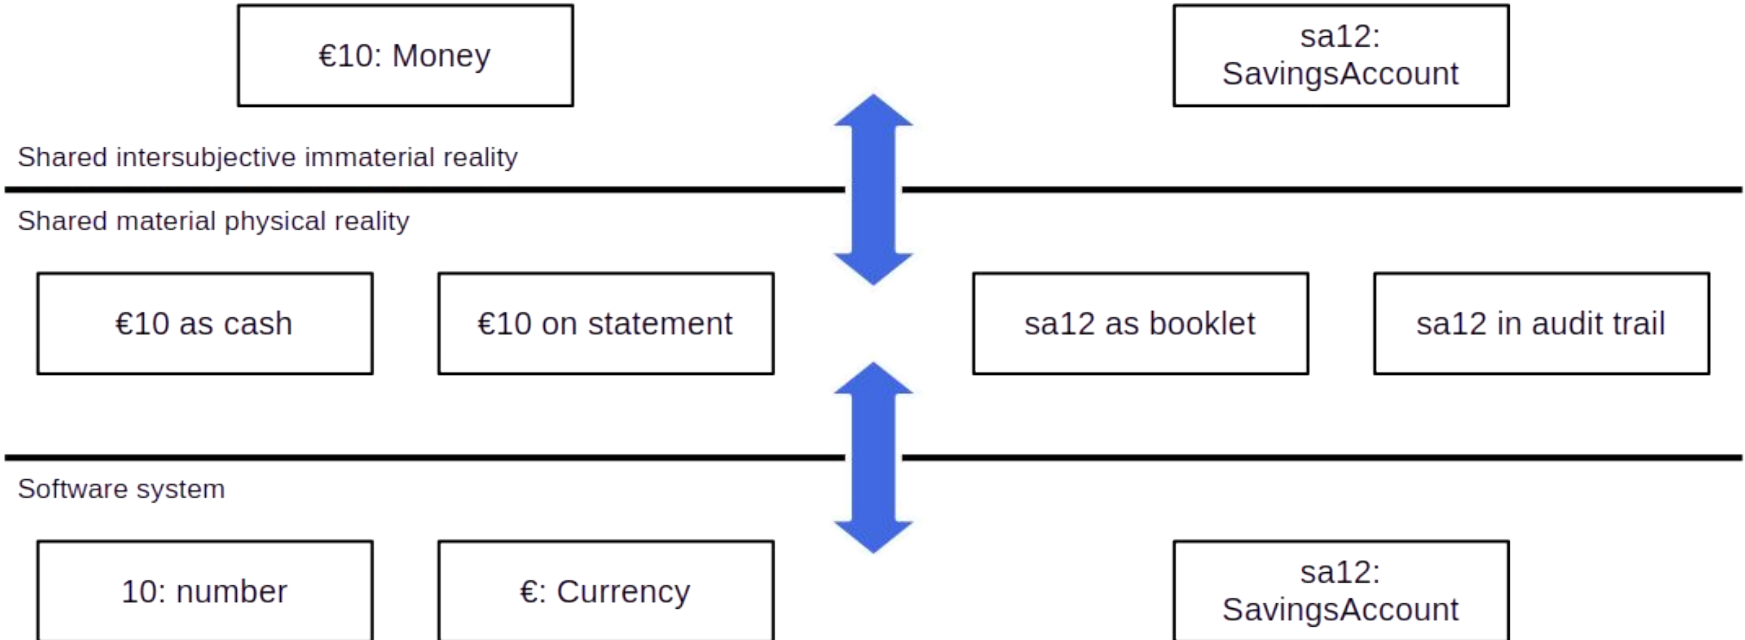 €10: Money
sa12:
SavingsAccount
Shared intersubjective immaterial reality
Shared material physical reality
€10 as cash
€10 on statement
sa12 as booklet
sa12 in audit trail
Software system
10: number
€: Currency
sa12:
SavingsAccount